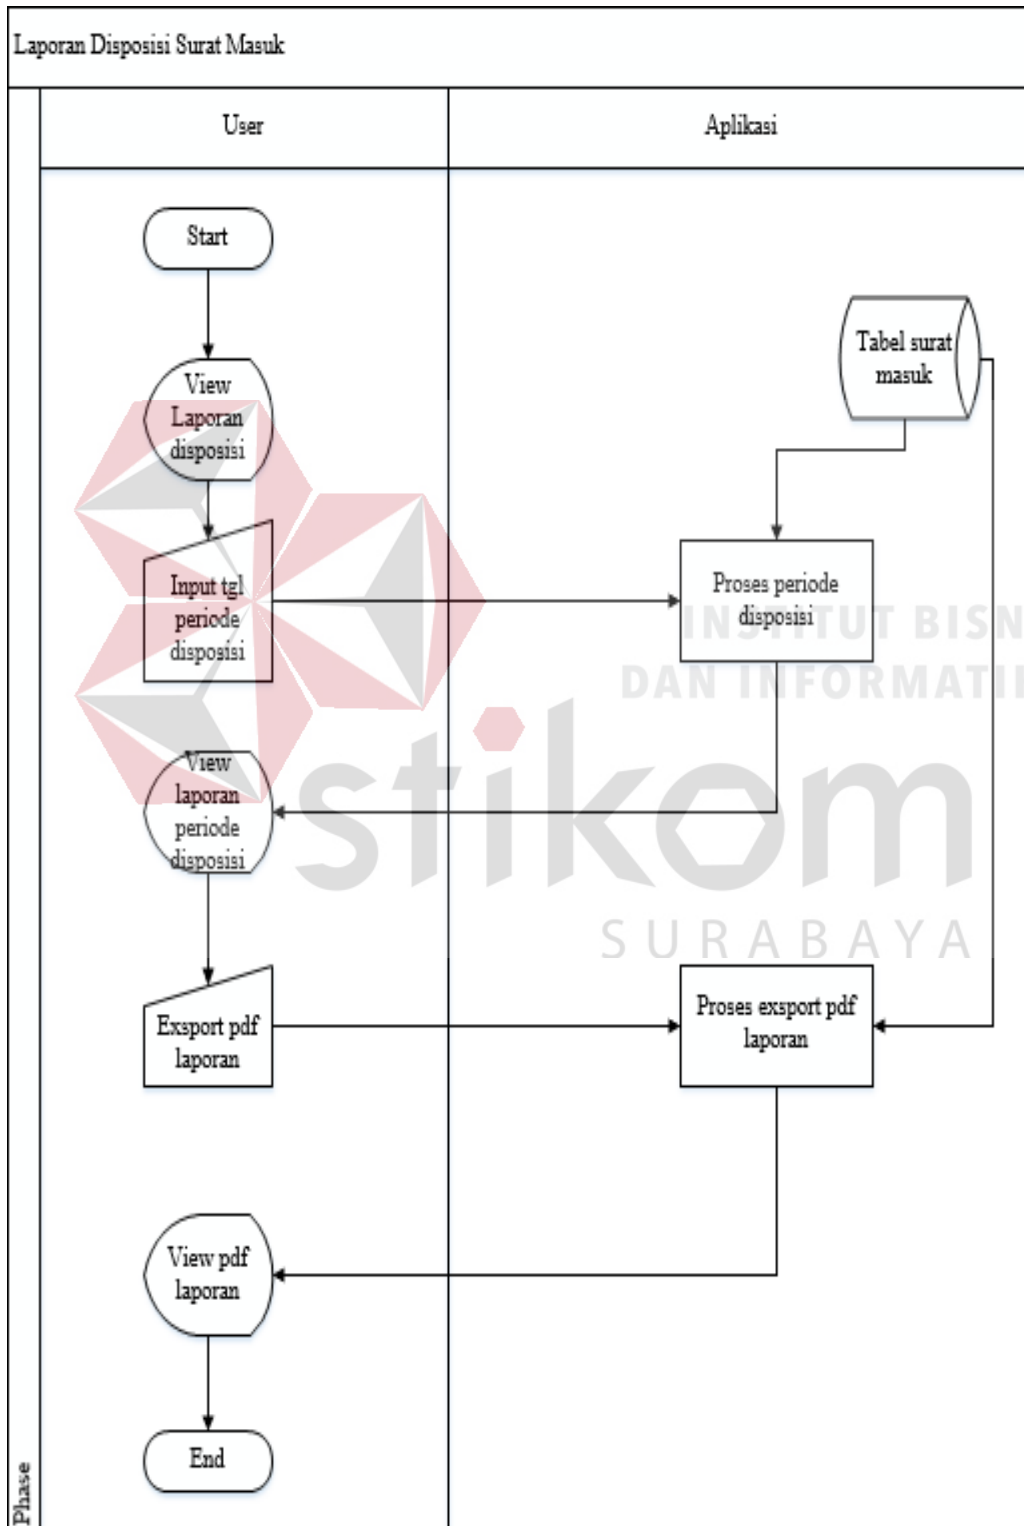 Laporan Disposisi Surat Masuk
User
Aplikasi
Start
Tabel surat
masuk
View
Laporan
disposisi
Input tgl
periode
disposisi
Proses periode
disposisi
INSTITUT BISN
DAN INFORMATI
View
laporan
periode
disposisi
stikom
SURABAYA
Exsport pdf
laporan
Proses exsport pdf
laporan
View pdf
laporan
End
Phase